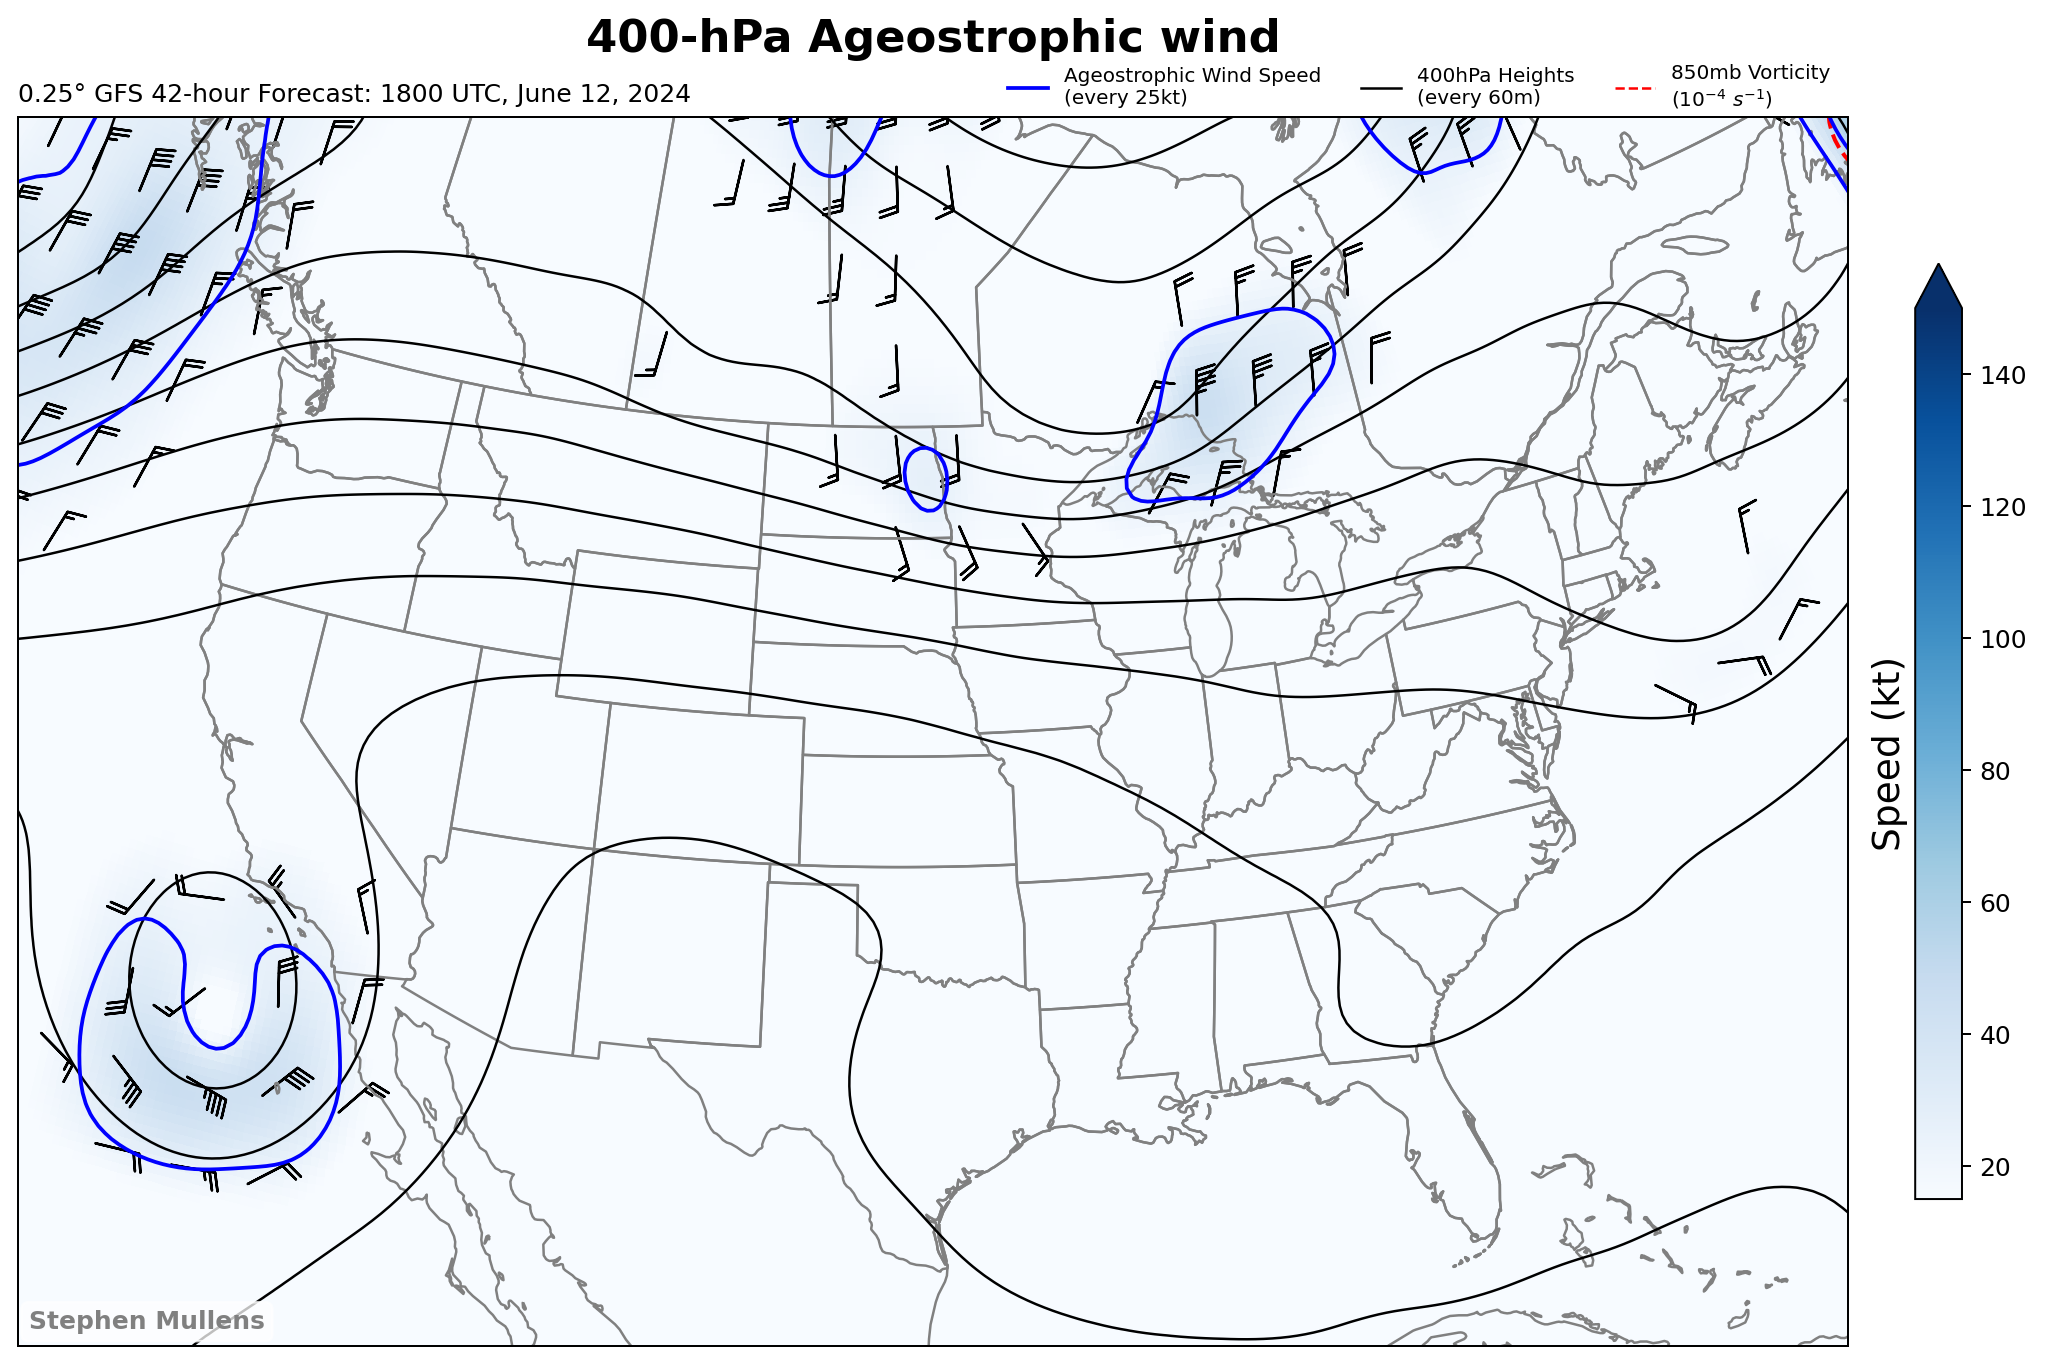 400-hPa Ageostrophic wind
0.25° GFS 42-hour Forecast: 1800 UTC, June 12, 2024
Ageostrophic Wind Speed
(every 25kt)
400hPa Heights
(every 60m)
850mb Vorticity
(10⁻⁴ s⁻¹)
140
120
100
80
60
40
20
Speed (kt)
Stephen Mullens